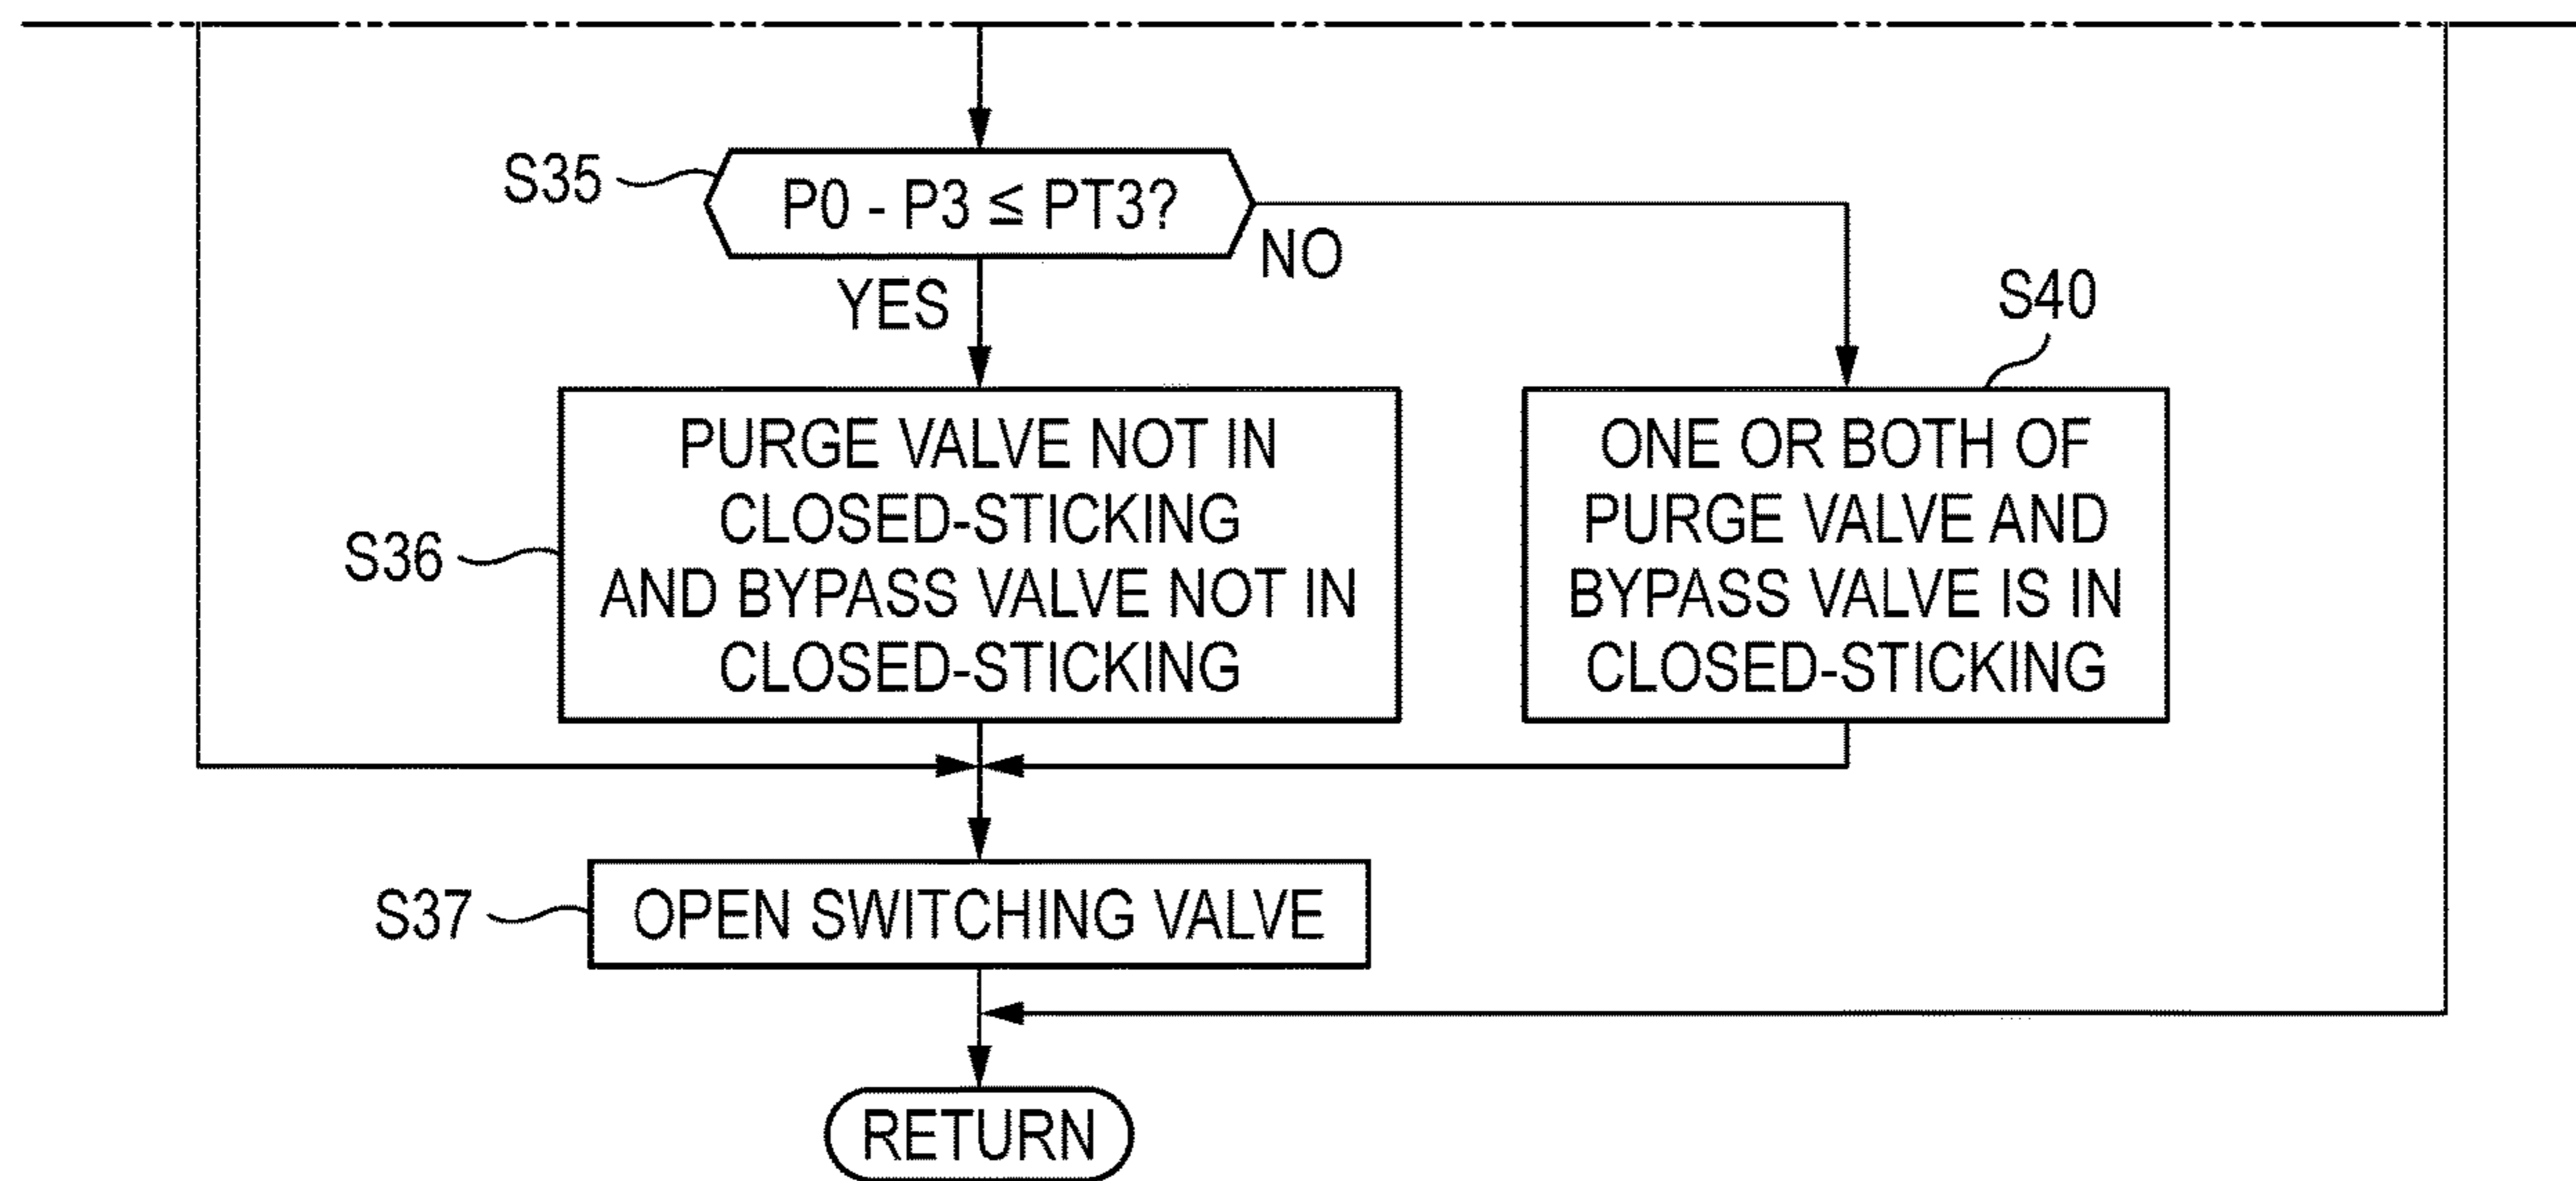 S35
P0 - P3 ≤ PT3?
NO
YES
S40
S36
PURGE VALVE NOT IN
CLOSED-STICKING
AND BYPASS VALVE NOT IN
CLOSED-STICKING
ONE OR BOTH OF
PURGE VALVE AND
BYPASS VALVE IS IN
CLOSED-STICKING
S37
OPEN SWITCHING VALVE
RETURN